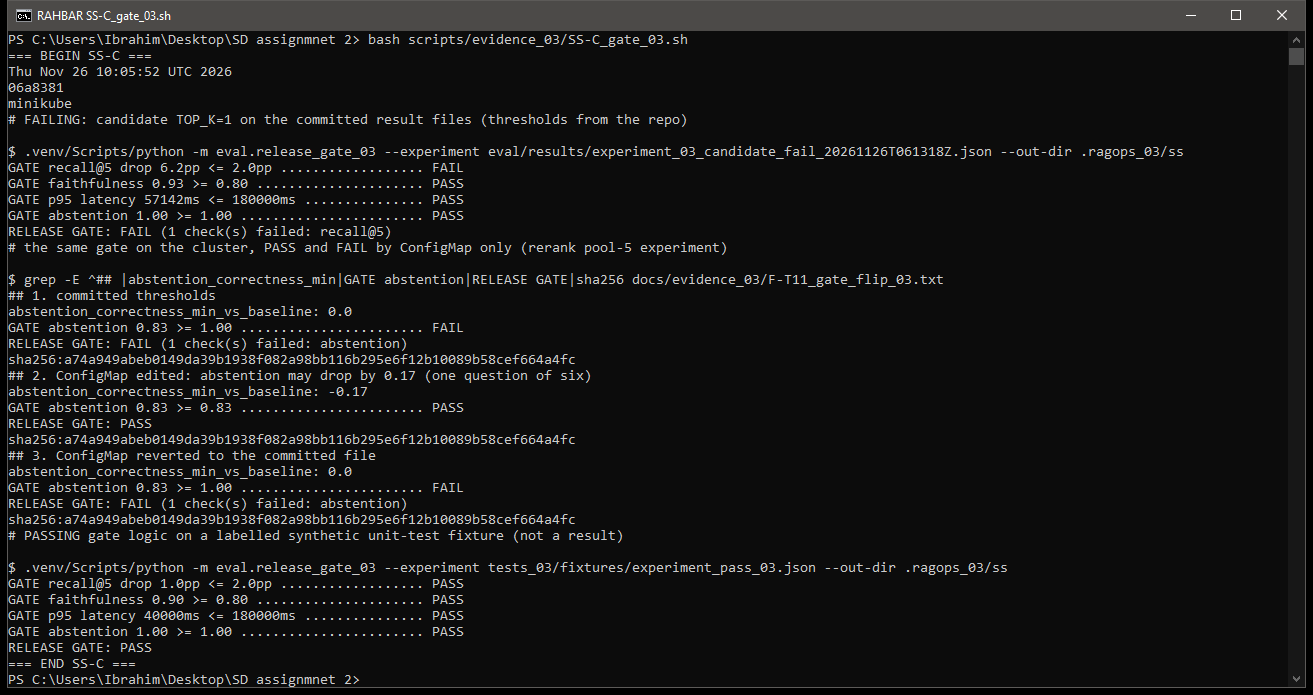 RAHBAR SS-C_gate_03.sh
PS C:\Users\Ibrahim\Desktop\SD assignmnet 2> bash scripts/evidence_03/SS-C_gate_03.sh
=== BEGIN SS-C ===
Thu Nov 26 10:05:52 UTC 2026
06a8381
minikube
# FAILING: candidate TOP_K=1 on the committed result files (thresholds from the repo)
$ .venv/Scripts/python -m eval.release_gate_03 --experiment eval/results/experiment_03_candidate_fail_20261126T061318Z.json --out-dir .ragops_03/ss
GATE recall@5 drop 6.2pp <= 2.0pp .................. FAIL
GATE faithfulness 0.93 >= 0.80 ..................... PASS
GATE p95 latency 57142ms <= 180000ms ............... PASS
GATE abstention 1.00 >= 1.00 ....................... PASS
RELEASE GATE: FAIL (1 check(s) failed: recall@5)
# the same gate on the cluster, PASS and FAIL by ConfigMap only (rerank pool-5 experiment)
$ grep -E ^## |abstention_correctness_min|GATE abstention|RELEASE GATE|sha256 docs/evidence_03/F-T11_gate_flip_03.txt
## 1. committed thresholds
abstention_correctness_min_vs_baseline: 0.0
GATE abstention 0.83 >= 1.00 ....................... FAIL
RELEASE GATE: FAIL (1 check(s) failed: abstention)
sha256:a74a949abeb0149da39b1938f082a98bb116b295e6f12b10089b58cef664a4fc
## 2. ConfigMap edited: abstention may drop by 0.17 (one question of six)
abstention_correctness_min_vs_baseline: -0.17
GATE abstention 0.83 >= 0.83 ....................... PASS
RELEASE GATE: PASS
sha256:a74a949abeb0149da39b1938f082a98bb116b295e6f12b10089b58cef664a4fc
## 3. ConfigMap reverted to the committed file
abstention_correctness_min_vs_baseline: 0.0
GATE abstention 0.83 >= 1.00 ....................... FAIL
RELEASE GATE: FAIL (1 check(s) failed: abstention)
sha256:a74a949abeb0149da39b1938f082a98bb116b295e6f12b10089b58cef664a4fc
# PASSING gate logic on a labelled synthetic unit-test fixture (not a result)
$ .venv/Scripts/python -m eval.release_gate_03 --experiment tests_03/fixtures/experiment_pass_03.json --out-dir .ragops_03/ss
GATE recall@5 drop 1.0pp <= 2.0pp .................. PASS
GATE faithfulness 0.90 >= 0.80 ..................... PASS
GATE p95 latency 40000ms <= 180000ms ............... PASS
GATE abstention 1.00 >= 1.00 ....................... PASS
RELEASE GATE: PASS
=== END SS-C ===
PS C:\Users\Ibrahim\Desktop\SD assignmnet 2>